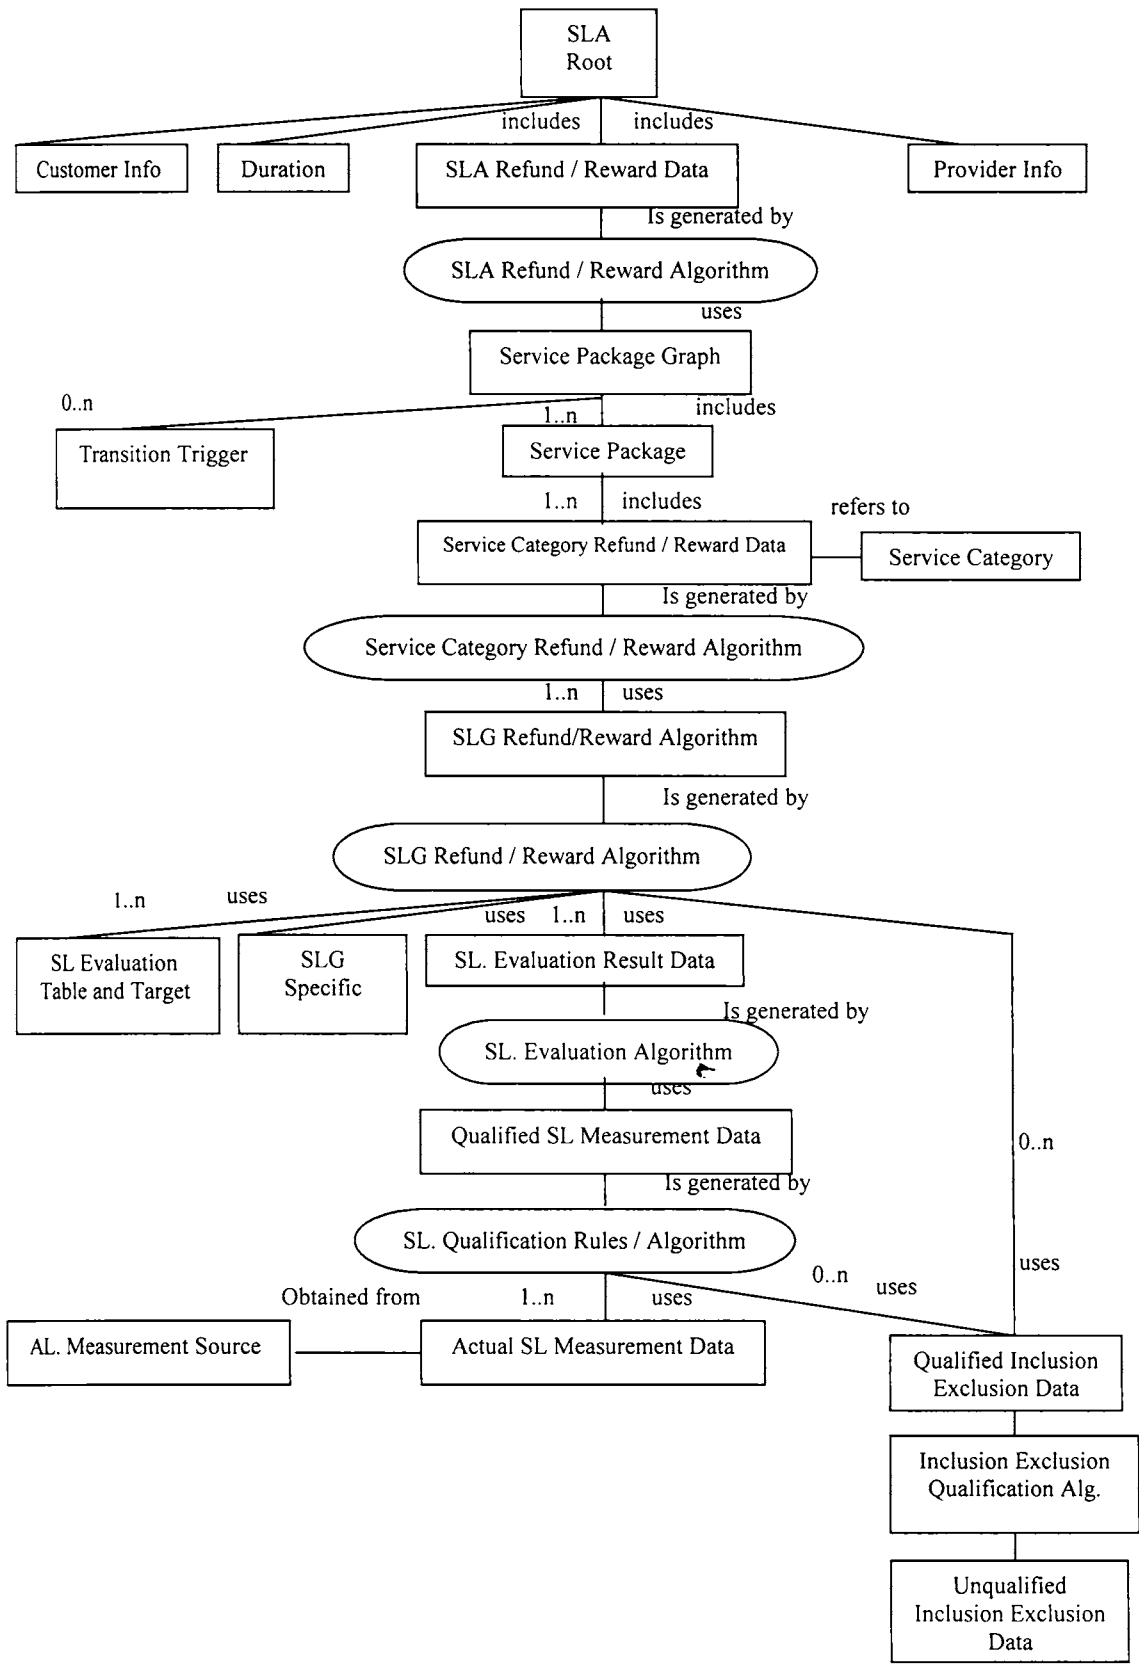 SLA
Root
includes
includes
Customer Info
Duration
SLA Refund / Reward Data
Provider Info
Is generated by
SLA Refund / Reward Algorithm
uses
Service Package Graph
0..n
1..n
includes
Transition Trigger
Service Package
1..n
includes
refers to
Service Category Refund / Reward Data
Service Category
Is generated by
Service Category Refund / Reward Algorithm
1..n
uses
SLG Refund/Reward Algorithm
Is generated by
SLG Refund / Reward Algorithm
1..n
uses
uses
1..n
uses
SL Evaluation
Table and Target
SLG
Specific
SL. Evaluation Result Data
Is generated by
SL. Evaluation Algorithm
uses
Qualified SL Measurement Data
0..n
Is generated by
SL. Qualification Rules / Algorithm
0..n
uses
uses
Obtained from
1..n
uses
AL. Measurement Source
Actual SL Measurement Data
Qualified Inclusion
Exclusion Data
Inclusion Exclusion
Qualification Alg.
Unqualified
Inclusion Exclusion
Data